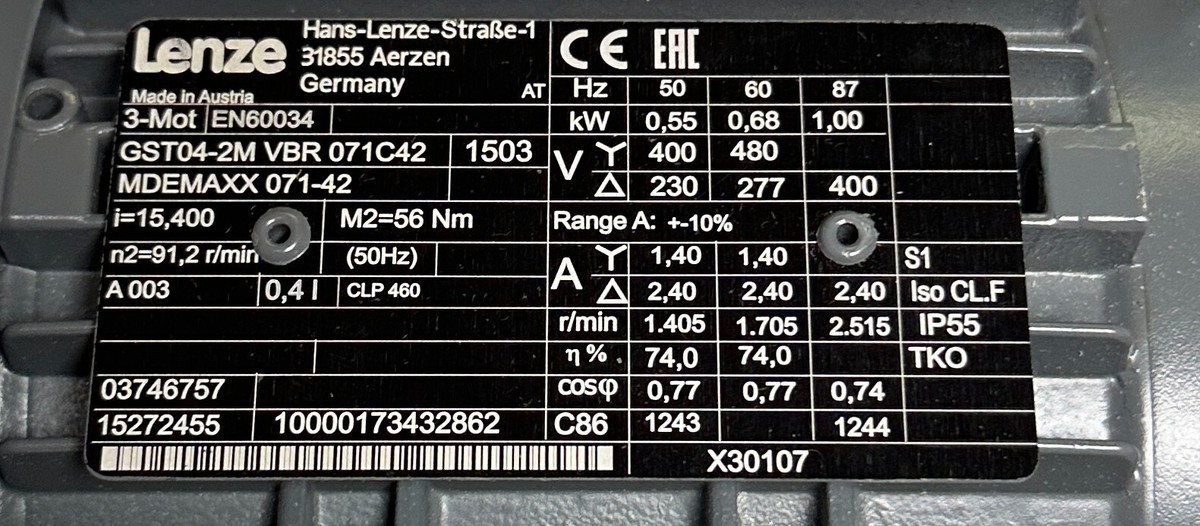 Lenze
Hans-Lenze-Straße-1
31855 Aerzen
Germany
Made in Austria
AT
CE EAC
Hz 50 60 87
3-Mot EN60034
kW 0,55 0,68 1,00
GST04-2M VBR 071C42 1503
V Y 400 480
MDEMAXX 071-42
△ 230 277 400
i=15,400 M2=56 Nm
Range A: +-10%
n2=91,2 r/min (50Hz)
A Y 1,40 1,40 S1
A 003 0,4 l CLP 460
△ 2,40 2,40 2,40 Iso CL.F
r/min 1.405 1.705 2.515 IP55
η % 74,0 74,0 TKO
03746757
cosφ 0,77 0,77 0,74
15272455 10000173432862
C86 1243 1244
X30107